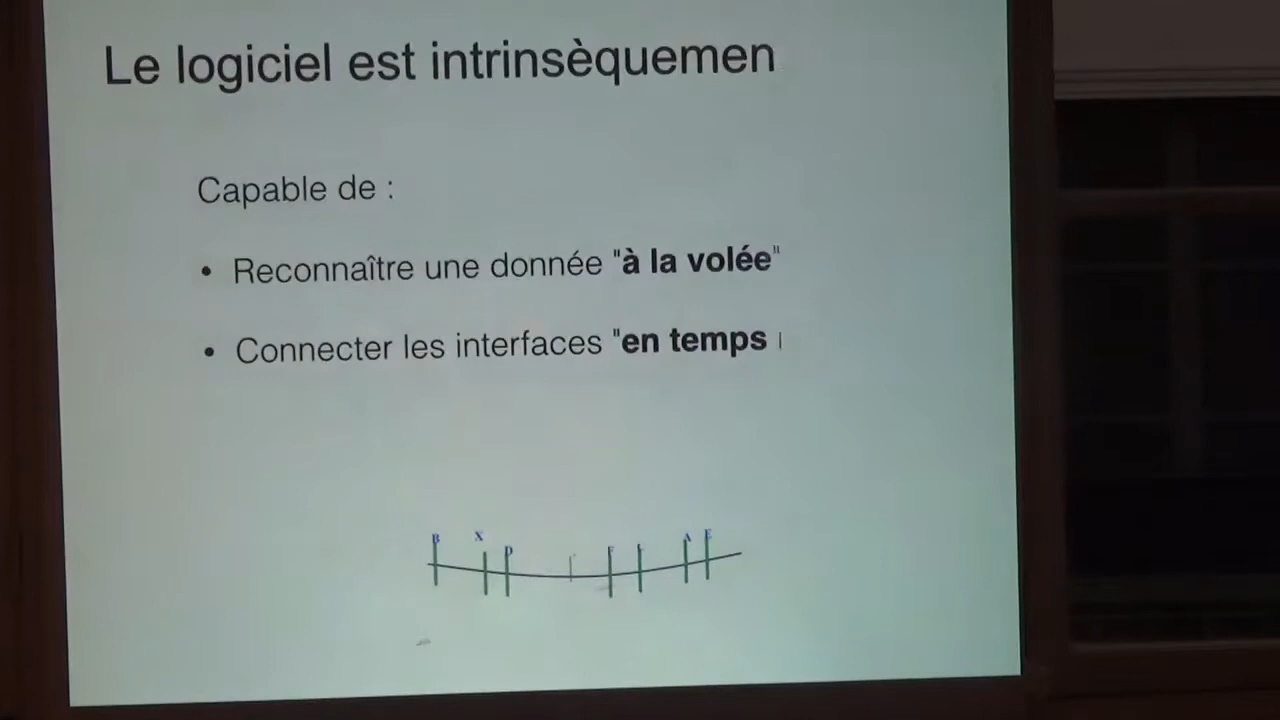 Le logiciel est intrinsèquemen
Capable de :
• Reconnaître une donnée "à la volée"
• Connecter les interfaces "en temps
B X D A E